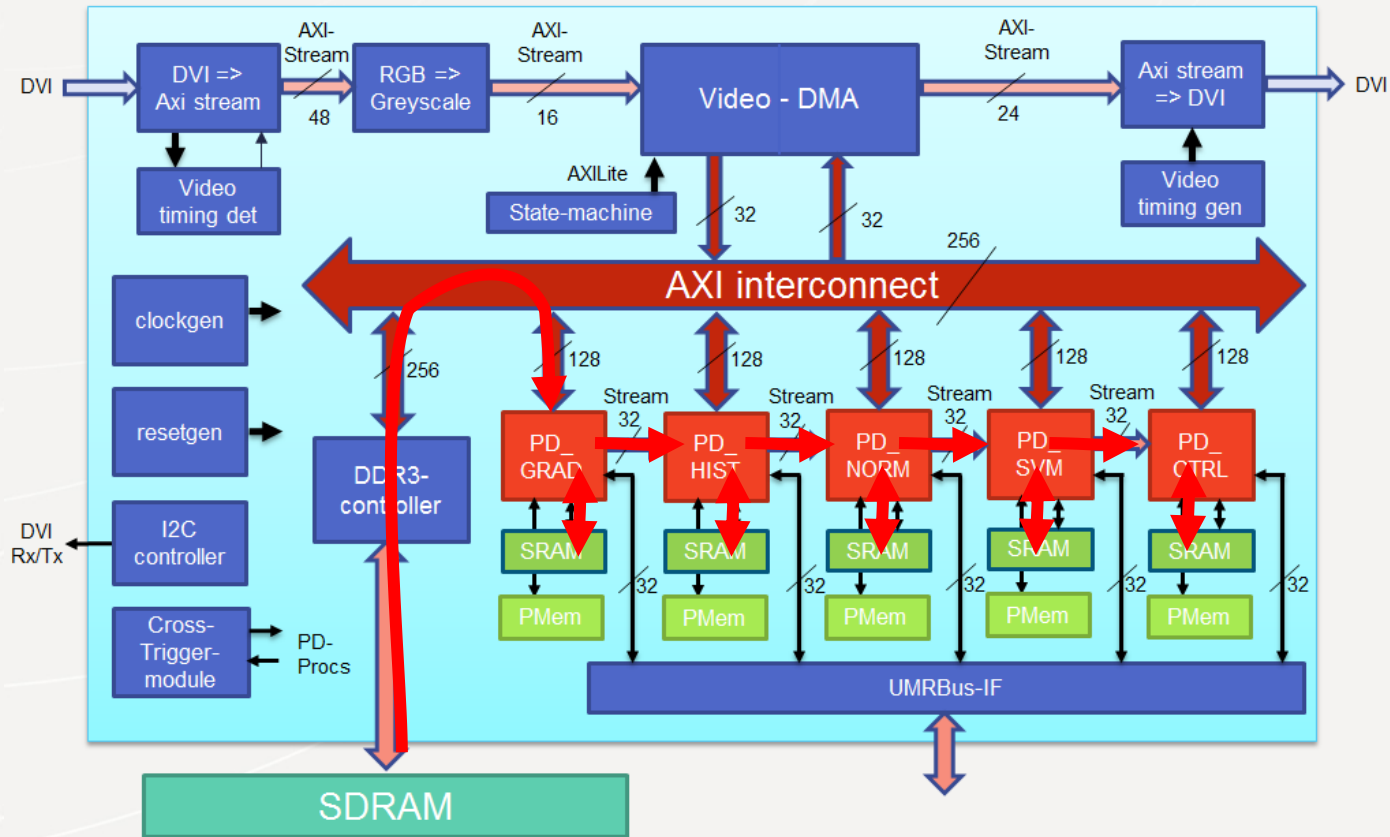 AXI-
Stream
AXI-
Stream
AXI-
Stream
DVI
DVI =>
Axi stream
48
RGB =>
Greyscale
16
Video - DMA
24
Axi stream
=> DVI
DVI
Video
timing det
AXILite
State-machine
32
32
Video
timing gen
256
AXI interconnect
clockgen
256
128
128
128
128
128
resetgen
Stream
32
Stream
32
Stream
32
Stream
32
DDR3-
controller
PD_
GRAD
PD_
HIST
PD_
NORM
PD_
SVM
PD_
CTRL
DVI
Rx/Tx
I2C
controller
SRAM
SRAM
SRAM
SRAM
SRAM
32
32
32
32
32
PMem
PMem
PMem
PMem
PMem
Cross-
Trigger-
module
PD-
Procs
UMRBus-IF
SDRAM